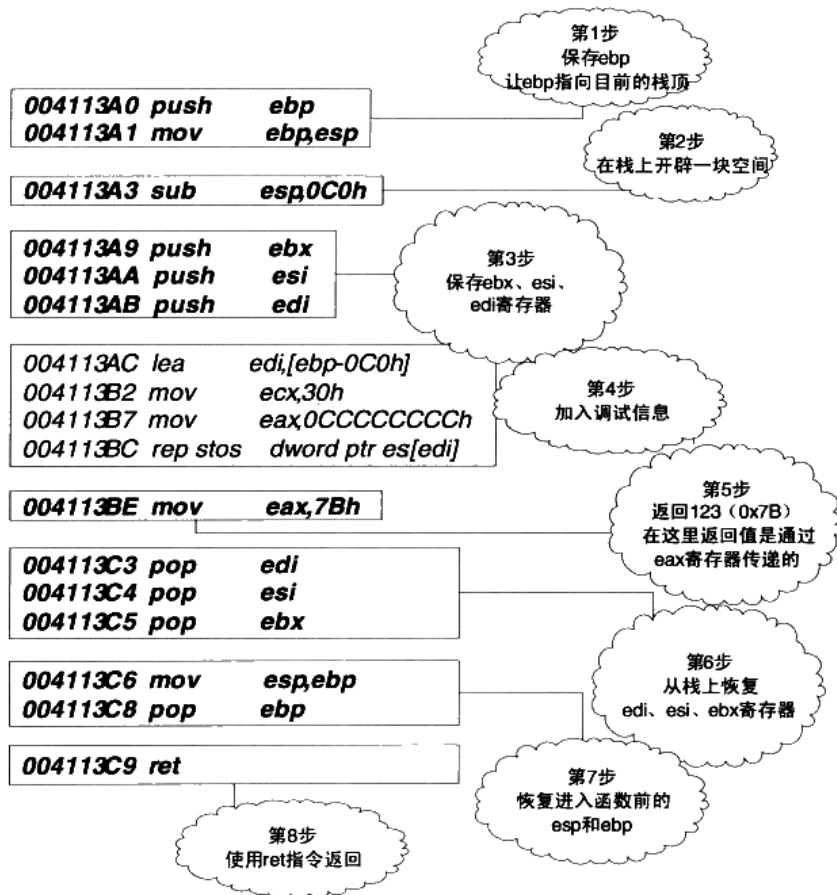 第1步
保存ebp
让ebp指向目前的栈顶
004113A0 push ebp
004113A1 mov ebp,esp
第2步
在栈上开辟一块空间
004113A3 sub esp,0C0h
004113A9 push ebx
004113AA push esi
004113AB push edi
第3步
保存ebx、esi、
edi寄存器
004113AC lea edi,[ebp-0C0h]
004113B2 mov ecx,30h
004113B7 mov eax,0CCCCCCCCh
004113BC rep stos dword ptr es[edi]
第4步
加入调试信息
004113BE mov eax,7Bh
第5步
返回123（0x7B）
在这里返回值是通过
eax寄存器传递的
004113C3 pop edi
004113C4 pop esi
004113C5 pop ebx
第6步
从栈上恢复
edi、esi、ebx寄存器
004113C6 mov esp,ebp
004113C8 pop ebp
第7步
恢复进入函数前的
esp和ebp
004113C9 ret
第8步
使用ret指令返回